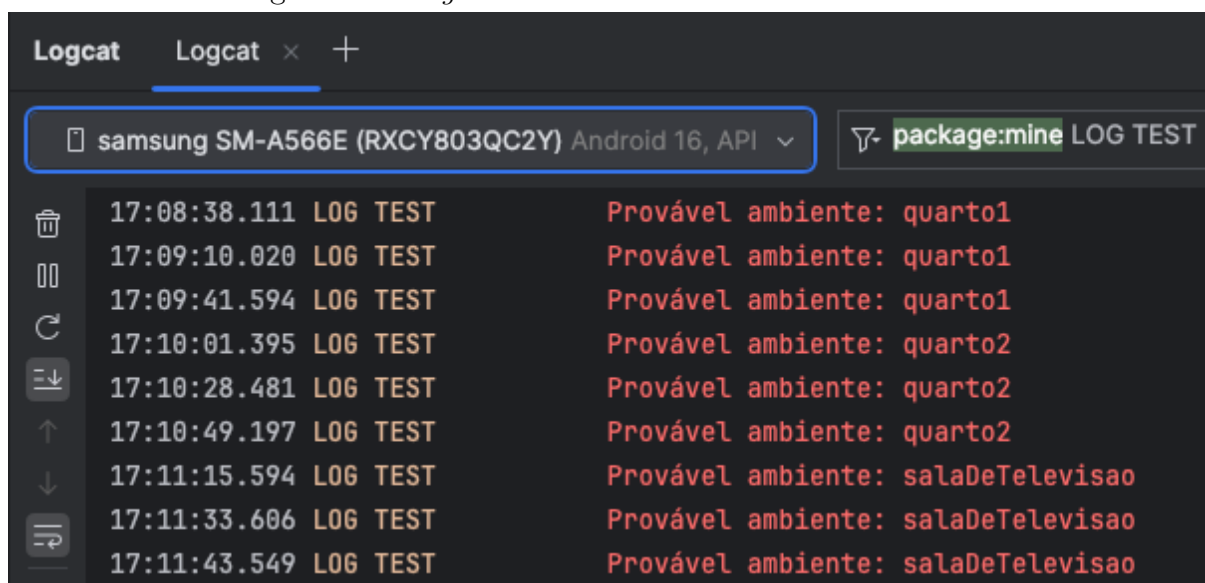 Logcat Logcat × +
samsung SM-A566E (RXCY803QC2Y) Android 16, API package:mine LOG TEST
17:08:38.111 LOG TEST Provável ambiente: quarto1
17:09:10.020 LOG TEST Provável ambiente: quarto1
17:09:41.594 LOG TEST Provável ambiente: quarto1
17:10:01.395 LOG TEST Provável ambiente: quarto2
17:10:28.481 LOG TEST Provável ambiente: quarto2
17:10:49.197 LOG TEST Provável ambiente: quarto2
17:11:15.594 LOG TEST Provável ambiente: salaDeTelevisao
17:11:33.606 LOG TEST Provável ambiente: salaDeTelevisao
17:11:43.549 LOG TEST Provável ambiente: salaDeTelevisao